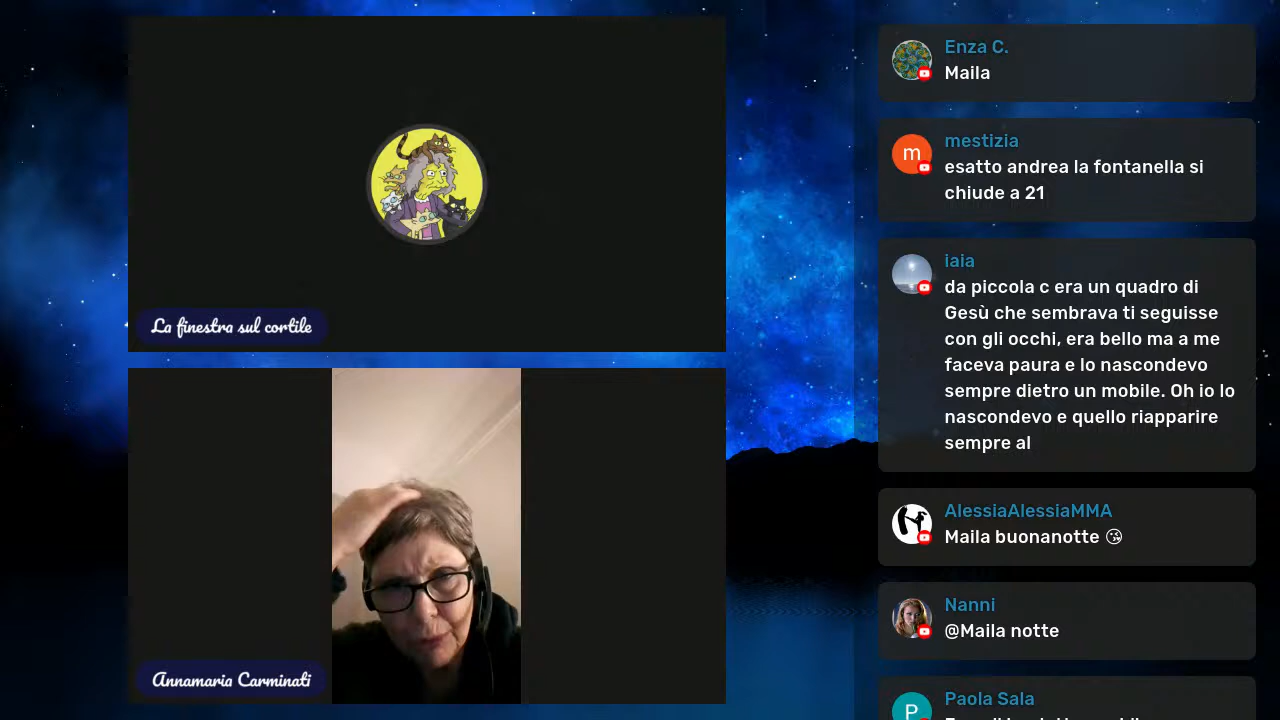 La finestra sul cortile
Annamaria Carminati
Enza C.
Maila
m
mestizia
esatto andrea la fontanella si
chiude a 21
iaia
da piccola c era un quadro di
Gesù che sembrava ti seguisse
con gli occhi, era bello ma a me
faceva paura e lo nascondevo
sempre dietro un mobile. Oh io lo
nascondevo e quello riapparire
sempre al
AlessiaAlessiaMMA
Maila buonanotte 😘
Nanni
@Maila notte
P
Paola Sala